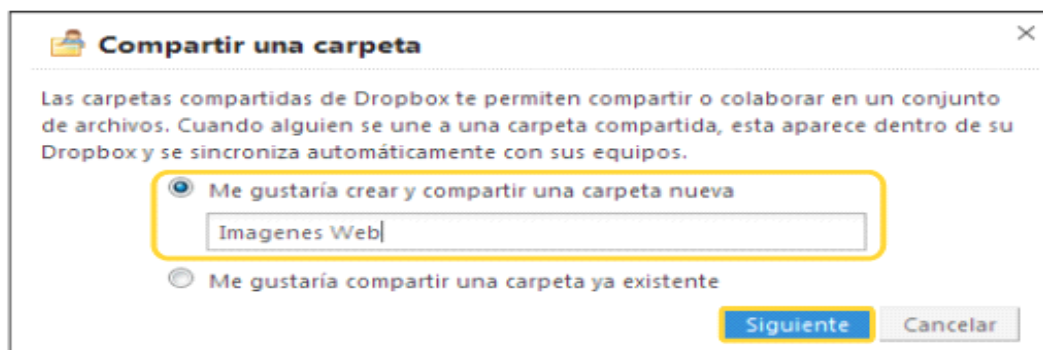 Compartir una carpeta
Las carpetas compartidas de Dropbox te permiten compartir o colaborar en un conjunto
de archivos. Cuando alguien se une a una carpeta compartida, esta aparece dentro de su
Dropbox y se sincroniza automáticamente con sus equipos.
Me gustaría crear y compartir una carpeta nueva
Imagenes Web
Me gustaría compartir una carpeta ya existente
Siguiente Cancelar